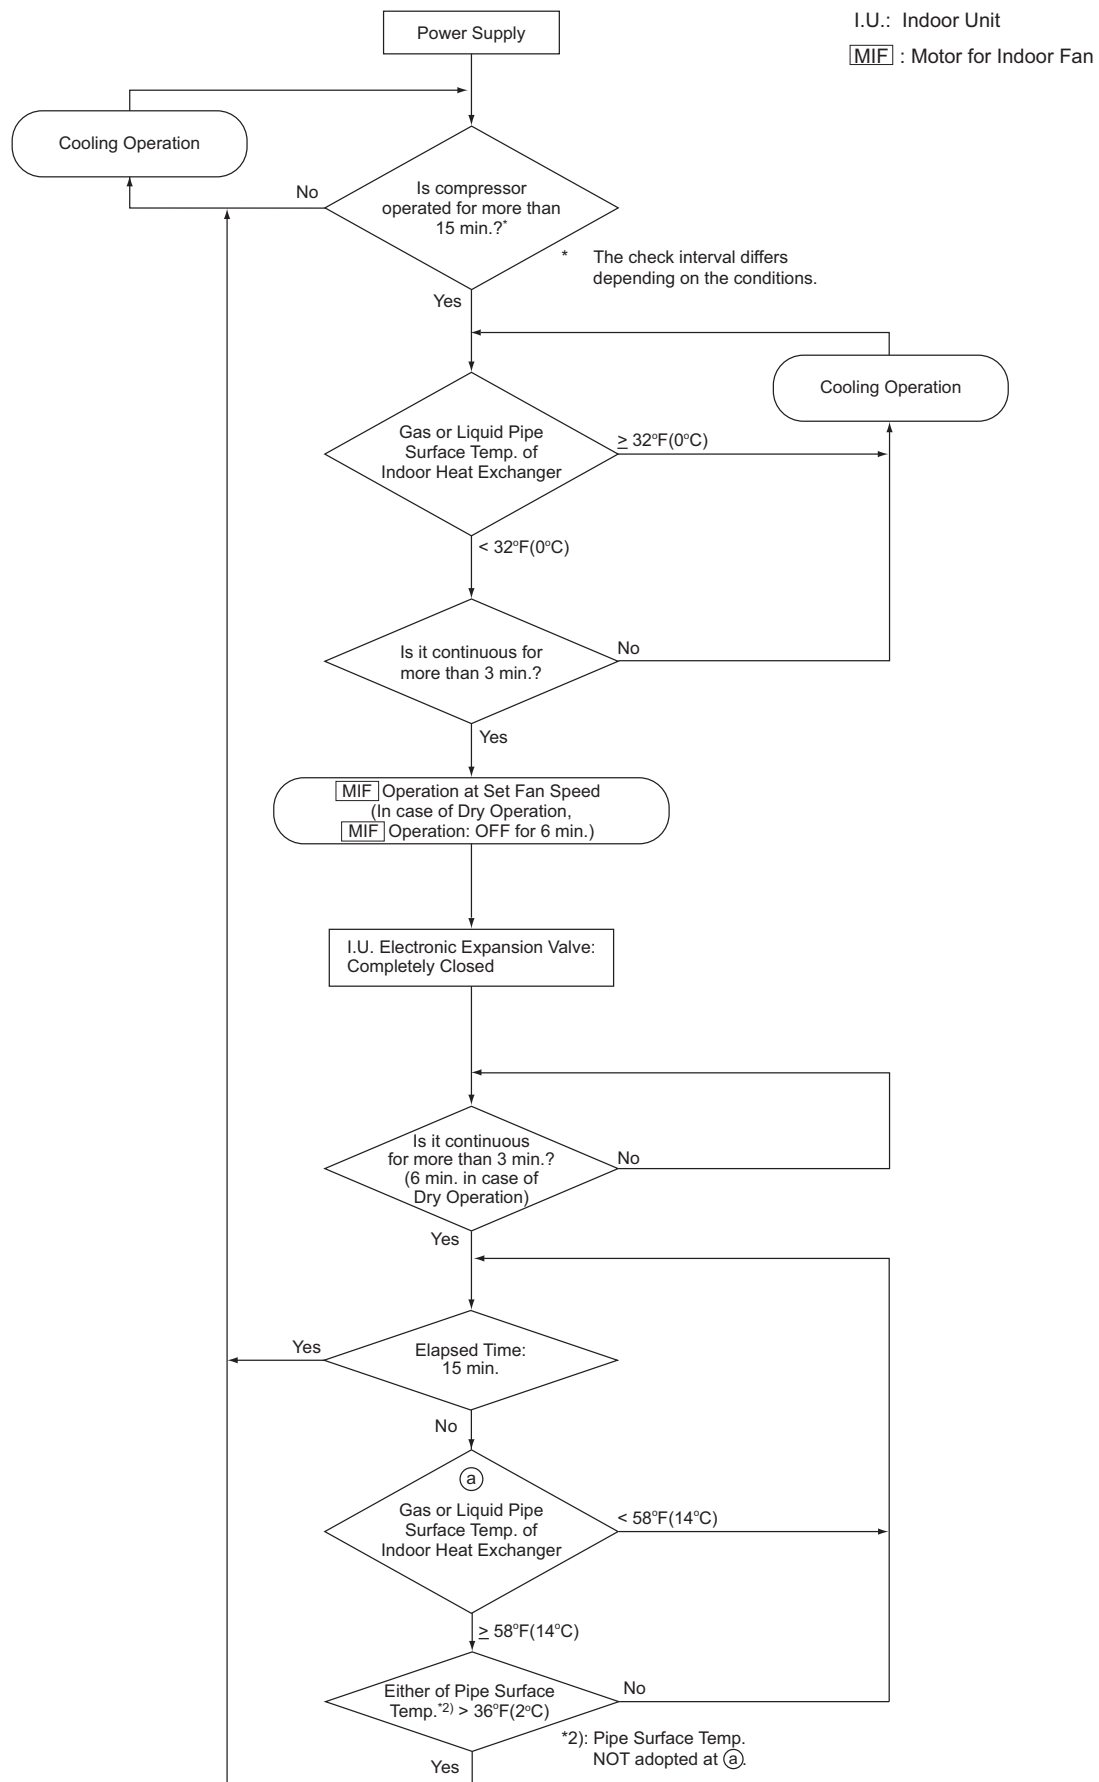 Power Supply
I.U.: Indoor Unit
MIF : Motor for Indoor Fan
Cooling Operation
No
Is compressor
operated for more than
15 min.?*
* The check interval differs
depending on the conditions.
Yes
Cooling Operation
Gas or Liquid Pipe
Surface Temp. of
Indoor Heat Exchanger
≥ 32°F(0°C)
< 32°F(0°C)
Is it continuous for
more than 3 min.?
No
Yes
MIF Operation at Set Fan Speed
(In case of Dry Operation,
MIF Operation: OFF for 6 min.)
I.U. Electronic Expansion Valve:
Completely Closed
Is it continuous
for more than 3 min.?
(6 min. in case of
Dry Operation)
No
Yes
Yes
Elapsed Time:
15 min.
No
a
Gas or Liquid Pipe
Surface Temp. of
Indoor Heat Exchanger
< 58°F(14°C)
≥ 58°F(14°C)
Either of Pipe Surface
Temp.*2) > 36°F(2°C)
No
*2): Pipe Surface Temp.
NOT adopted at ⓐ.
Yes